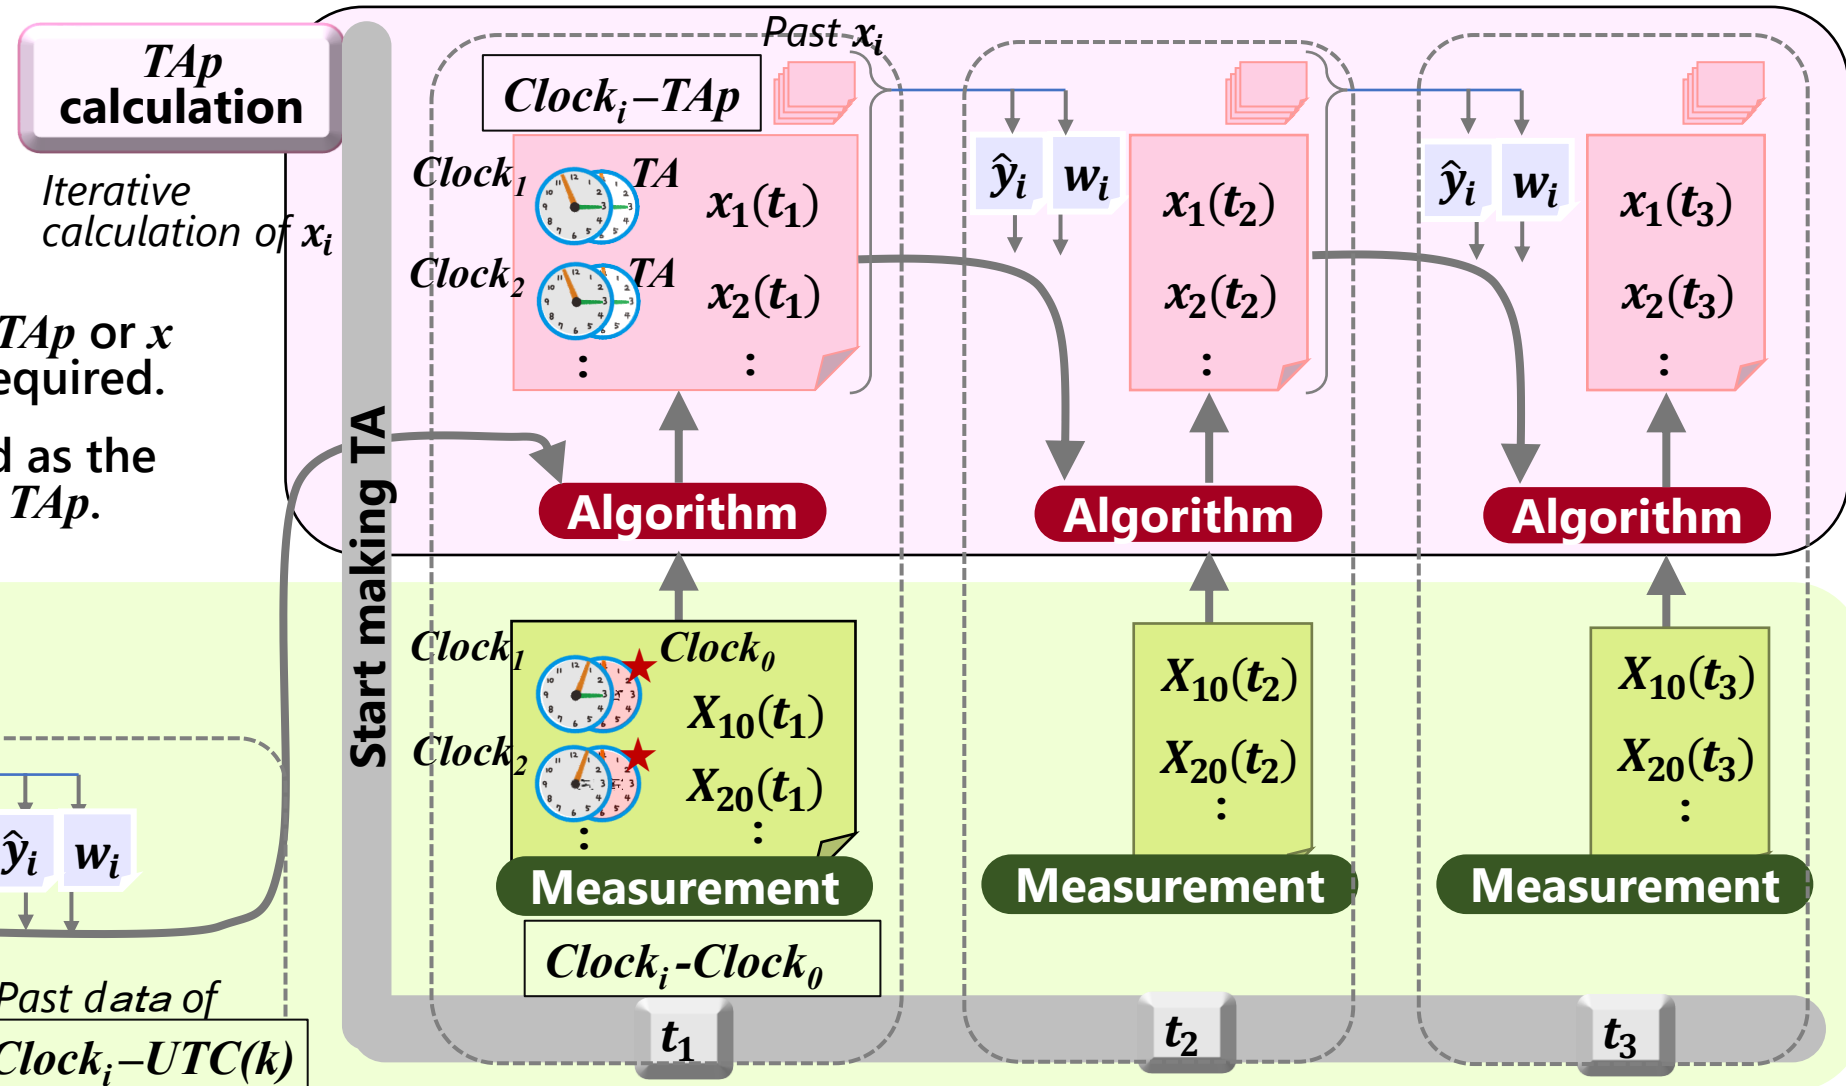 TAp
calculation
Iterative
calculation of xᵢ
TAp or x
equired.
d as the
TAp.
Start making TA
Past xᵢ
Clockᵢ–TAp
Clock₁
TA
x₁(t₁)
Clock₂
TA
x₂(t₁)
:
:
Algorithm
ŷᵢ
wᵢ
x₁(t₂)
x₂(t₂)
:
Algorithm
ŷᵢ
wᵢ
x₁(t₃)
x₂(t₃)
:
Algorithm
Clock₁
Clock₀
X₁₀(t₁)
Clock₂
X₂₀(t₁)
:
:
Measurement
Clockᵢ-Clock₀
X₁₀(t₂)
X₂₀(t₂)
:
Measurement
X₁₀(t₃)
X₂₀(t₃)
:
Measurement
ŷᵢ
wᵢ
Past data of
Clockᵢ–UTC(k)
t₁
t₂
t₃